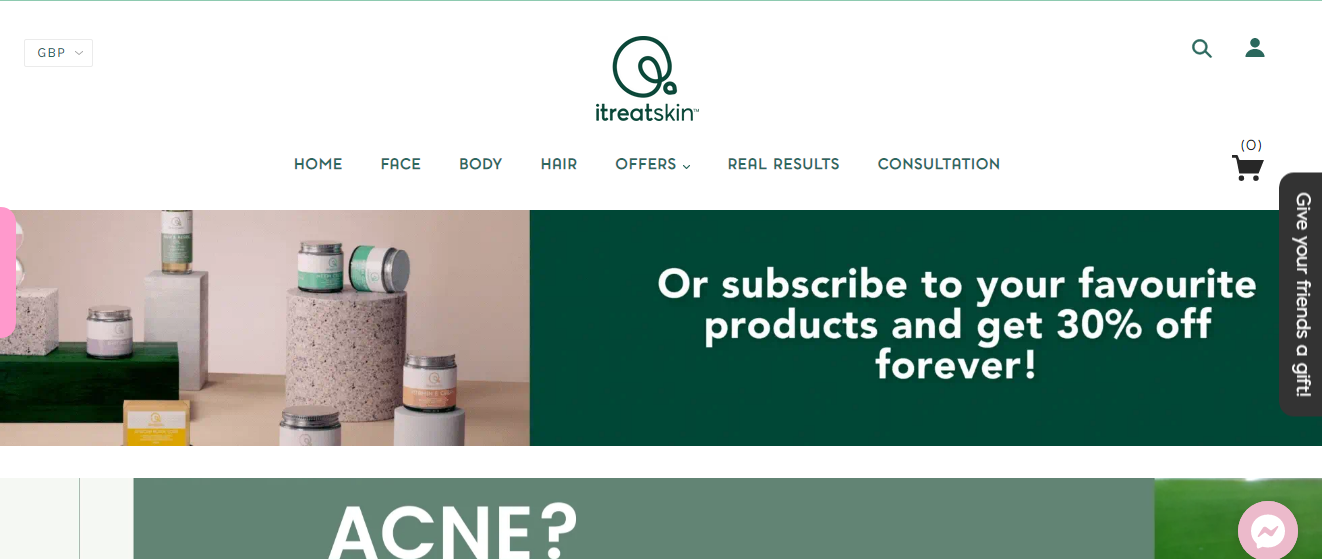 GBP
itreatskin™
(0)
HOME FACE BODY HAIR OFFERS REAL RESULTS CONSULTATION
Or subscribe to your favourite
products and get 30% off
forever!
Give your friends a gift!
ACNE?